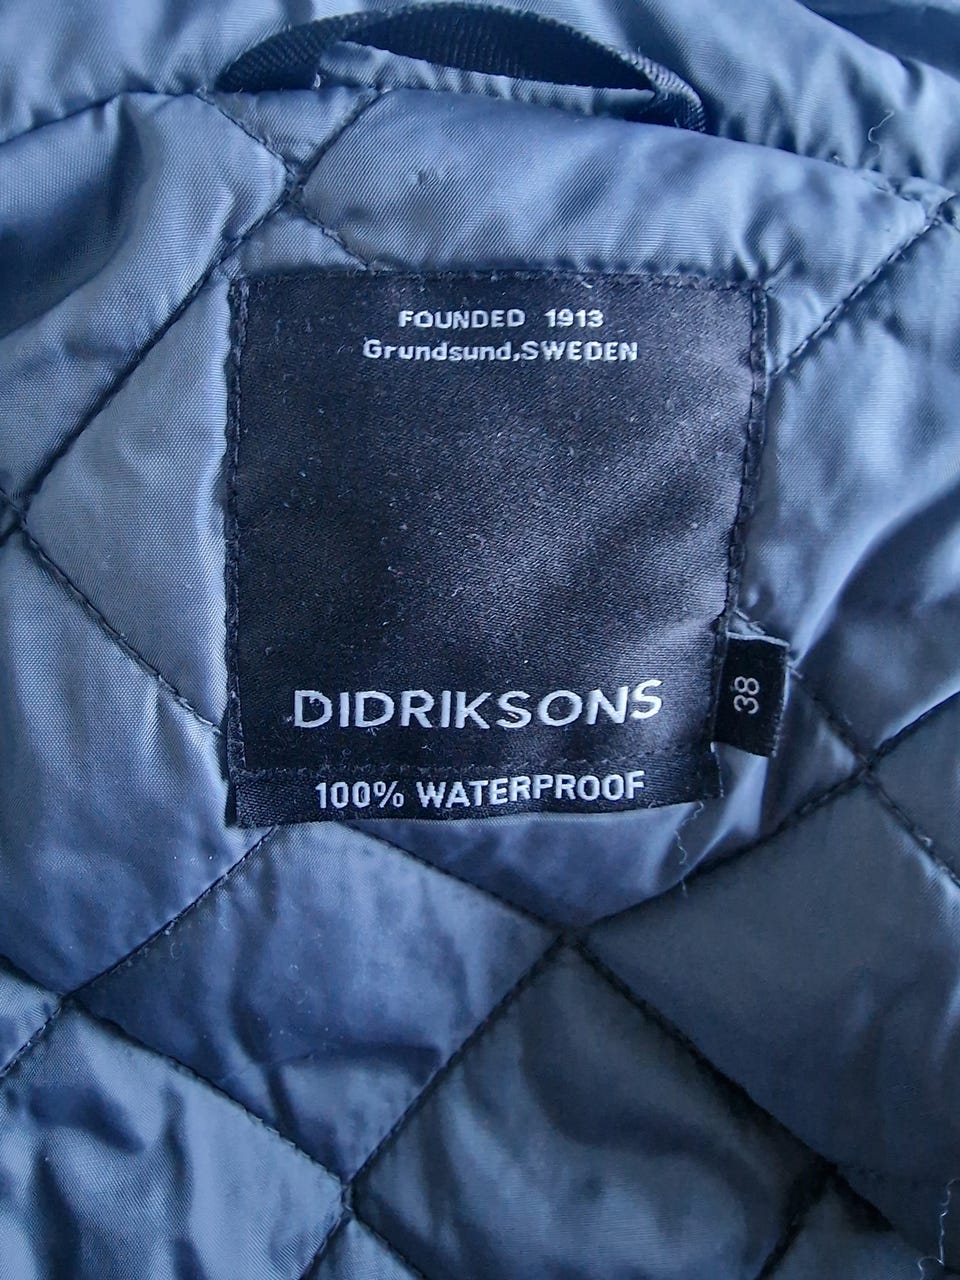 FOUNDED 1913
Grundsund,SWEDEN
DIDRIKSONS
38
100% WATERPROOF